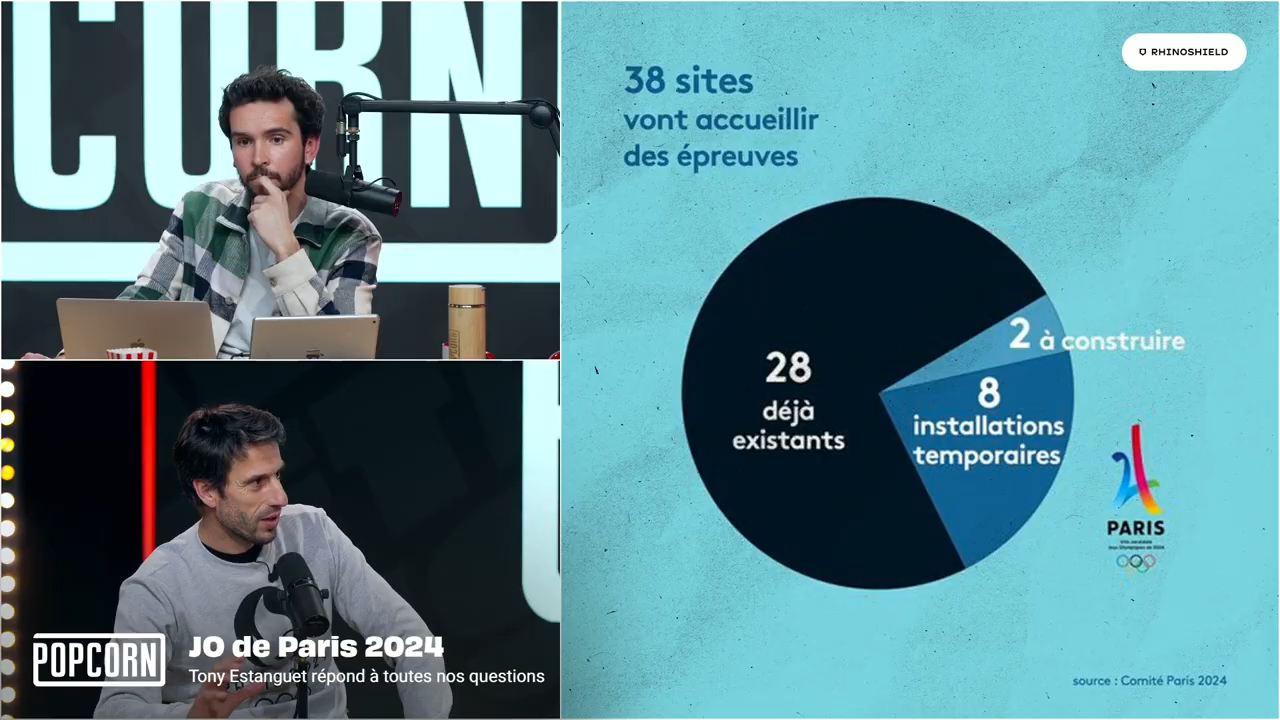 CORN
POPCORN
JO de Paris 2024
Tony Estanguet répond à toutes nos questions
RHINOSHIELD
38 sites
vont accueillir
des épreuves
2 à construire
28
déjà
existants
8
installations
temporaires
PARIS
source : Comité Paris 2024